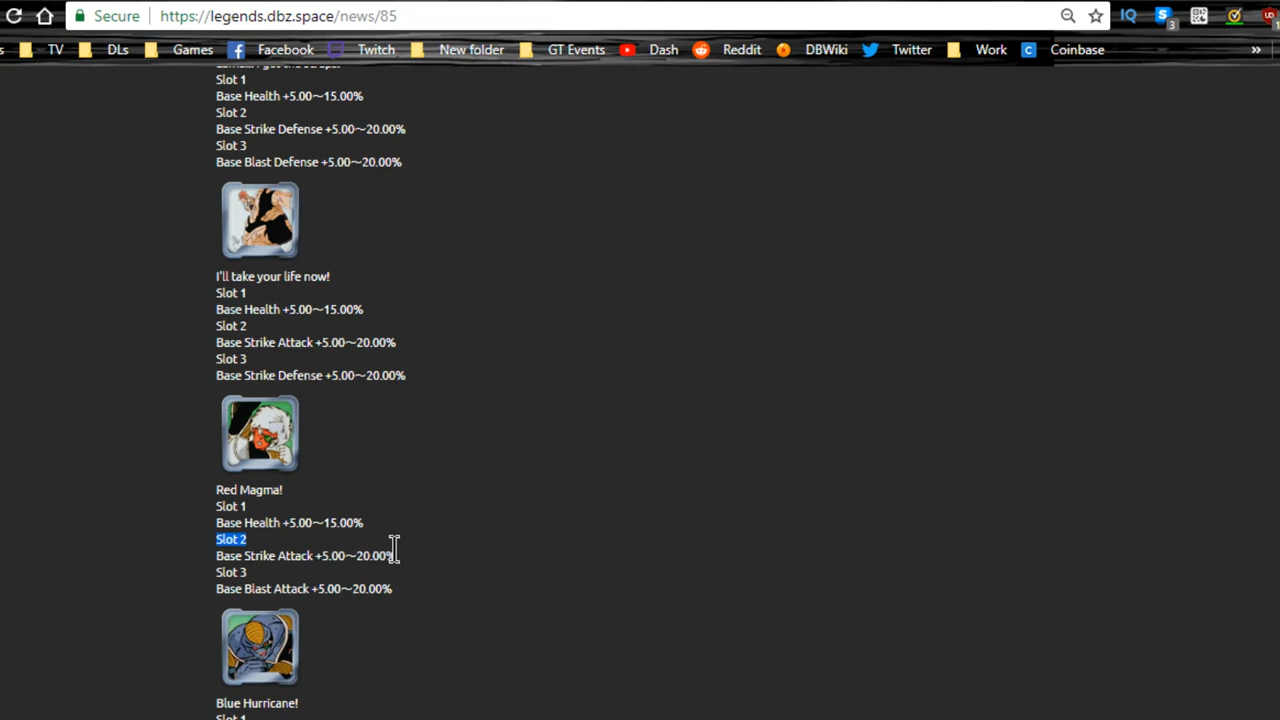 Secure https://legends.dbz.space/news/85
TV DLs Games Facebook Twitch New folder GT Events Dash Reddit DBWiki Twitter Work Coinbase »
Slot 1
Base Health +5.00～15.00%
Slot 2
Base Strike Defense +5.00～20.00%
Slot 3
Base Blast Defense +5.00～20.00%
I'll take your life now!
Slot 1
Base Health +5.00～15.00%
Slot 2
Base Strike Attack +5.00～20.00%
Slot 3
Base Strike Defense +5.00～20.00%
Red Magma!
Slot 1
Base Health +5.00～15.00%
Slot 2
Base Strike Attack +5.00～20.00%
Slot 3
Base Blast Attack +5.00～20.00%
Blue Hurricane!
Slot 1